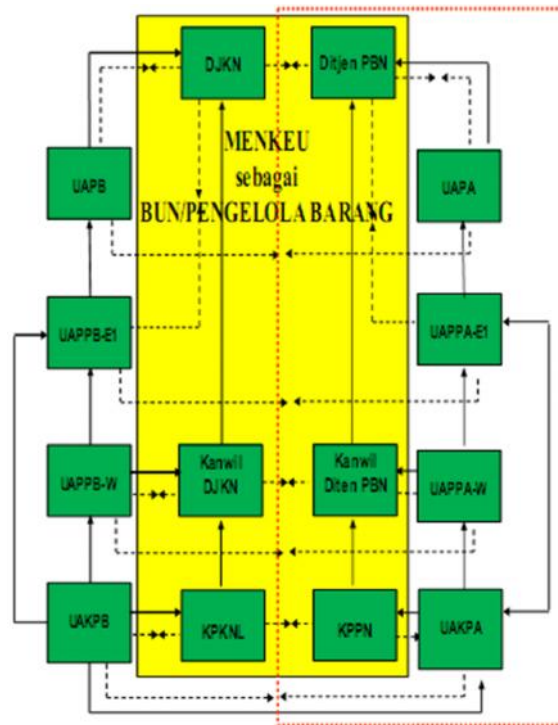 DJKN
Ditjen PBN
MENKEU
sebagai
BUN/PENGELOLA BARANG
UAPB
UAPA
UAPPB-E1
UAPPA-E1
UAPPB-W
Kanwil
DJKN
Kanwil
Diten PBN
UAPPA-W
UAKPB
KPKNL
KPPN
UAKPA